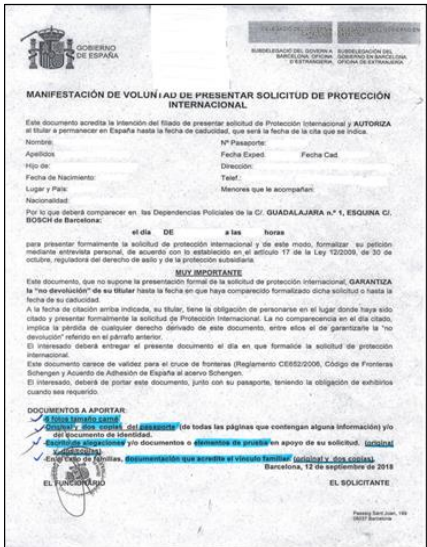 GOBIERNO
DE ESPAÑA
SUBDELEGACIÓ DEL GOVERN A
BARCELONA. OFICINA
D'ESTRANGERIA
SUBDELEGACIÓN DEL
GOBIERNO EN BARCELONA.
OFICINA DE EXTRANJERÍA
MANIFESTACIÓN DE VOLUNTAD DE PRESENTAR SOLICITUD DE PROTECCIÓN
INTERNACIONAL
Este documento acredita la intención del filiado de presentar solicitud de Protección Internacional y AUTORIZA
al titular a permanecer en España hasta la fecha de caducidad, que será la fecha de la cita que se indica.
Nombre: Nº Pasaporte:
Apellidos Fecha Exped. Fecha Cad.
Hijo de: Dirección:
Fecha de Nacimiento: Telef.:
Lugar y País: Menores que le acompañan:
Nacionalidad:
Por lo que deberá comparecer en las Dependencias Policiales de la C/. GUADALAJARA n.º 1, ESQUINA C/.
BOSCH de Barcelona:
el día DE a las horas
para presentar formalmente la solicitud de protección internacional y de este modo, formalizar su petición
mediante entrevista personal, de acuerdo con lo establecido en el artículo 17 de la Ley 12/2009, de 30 de
octubre, reguladora del derecho de asilo y de la protección subsidiaria.
MUY IMPORTANTE
Este documento, que no supone la presentación formal de la solicitud de protección internacional, GARANTIZA
la "no devolución" de su titular hasta la fecha en que haya comparecido formalizado dicha solicitud o hasta la
fecha de su caducidad.
A la fecha de citación arriba indicada, su titular, tiene la obligación de personarse en el lugar donde haya sido
citado y presentar formalmente la solicitud de Protección Internacional. La no comparecencia en el día citado,
implica la pérdida de cualquier derecho derivado de este documento, entre ellos el de garantizarle la "no
devolución" referido en el párrafo anterior.
El interesado deberá entregar el presente documento el día en que formalice la solicitud de protección
internacional.
Este documento carece de validez para el cruce de fronteras (Reglamento CE562/2006, Código de Fronteras
Schengen y Acuerdo de Adhesión de España al acervo Schengen.
El interesado, deberá de portar este documento, junto con su pasaporte, teniendo la obligación de exhibirlos
cuando sea requerido.
DOCUMENTOS A APORTAR:
fotos tamaño carné
-Original y dos copias del pasaporte (de todas las páginas que contengan alguna información) y/o
del documento de identidad.
-Escrito de alegaciones y/o documentos o elementos de prueba en apoyo de su solicitud. (original
y dos copias)
-En el caso de familias, documentación que acredite el vínculo familiar. (original y dos copias).
Barcelona, 12 de septiembre de 2018
EL FUNCIONARIO EL SOLICITANTE
Passeig Sant Joan, 189
Barcelona